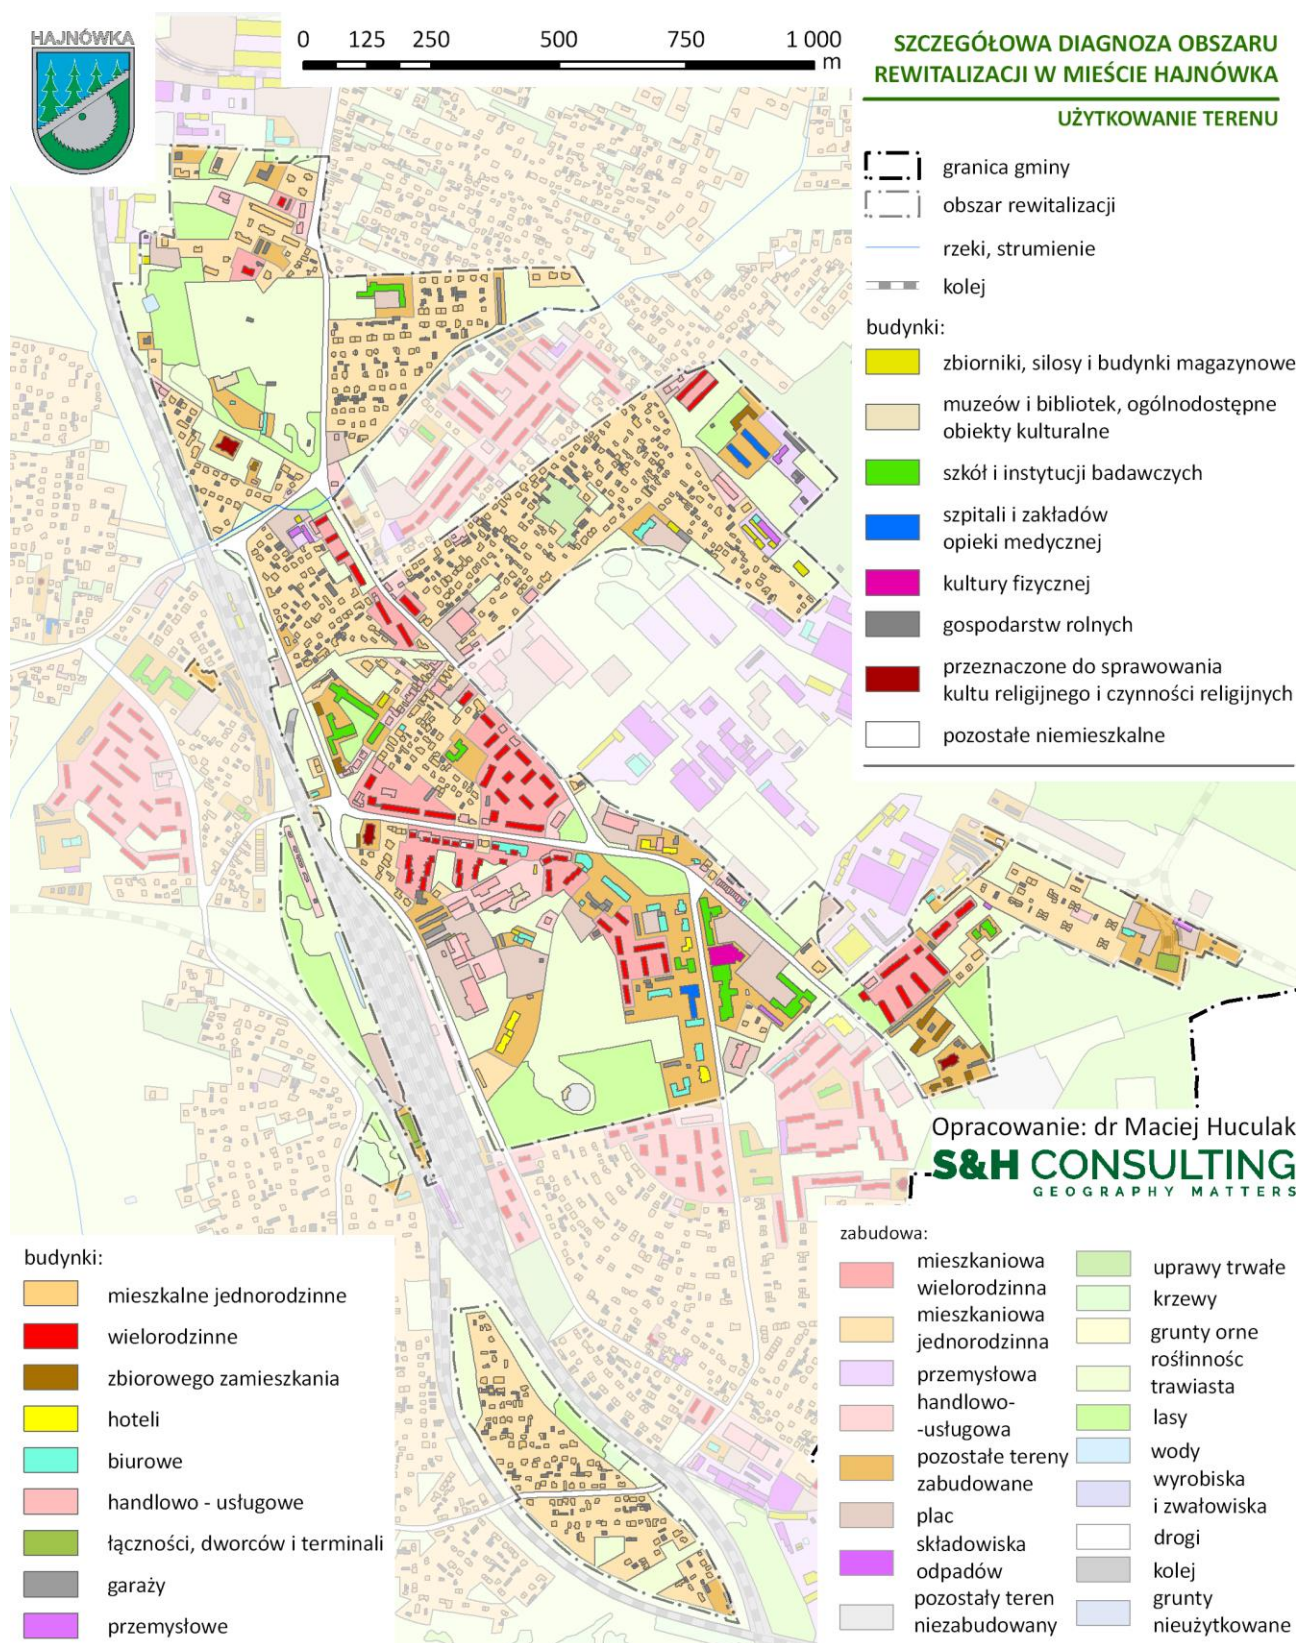 HAJNÓWKA
0 125 250 500 750 1 000
m
SZCZEGÓŁOWA DIAGNOZA OBSZARU
REWITALIZACJI W MIEŚCIE HAJNÓWKA
UŻYTKOWANIE TERENU
granica gminy
obszar rewitalizacji
rzeki, strumienie
kolej
budynki:
zbiorniki, silosy i budynki magazynowe
muzeów i bibliotek, ogólnodostępne
obiekty kulturalne
szkół i instytucji badawczych
szpitali i zakładów
opieki medycznej
kultury fizycznej
gospodarstw rolnych
przeznaczone do sprawowania
kultu religijnego i czynności religijnych
pozostałe niemieszkalne
Opracowanie: dr Maciej Huculak
S&H CONSULTING
GEOGRAPHY MATTERS
budynki:
mieszkalne jednorodzinne
wielorodzinne
zbiorowego zamieszkania
hoteli
biurowe
handlowo - usługowe
łączności, dworców i terminali
garaży
przemysłowe
zabudowa:
mieszkaniowa
wielorodzinna
mieszkaniowa
jednorodzinna
przemysłowa
handlowo-
-usługowa
pozostałe tereny
zabudowane
plac
składowiska
odpadów
pozostały teren
niezabudowany
uprawy trwałe
krzewy
grunty orne
rośłinnośc
trawiasta
lasy
wody
wyrobiska
i zwałowiska
drogi
kolej
grunty
nieużytkowane